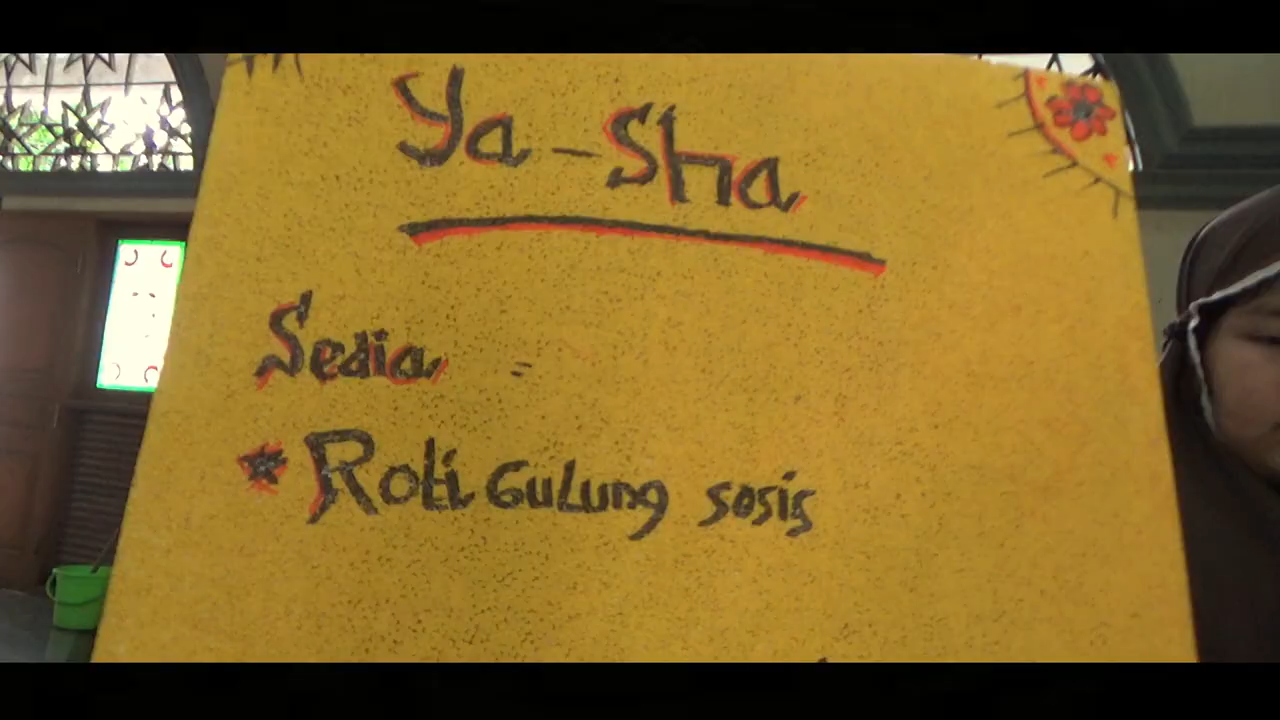 Ya-Sha
Sedia =
* Roti Gulung sosis